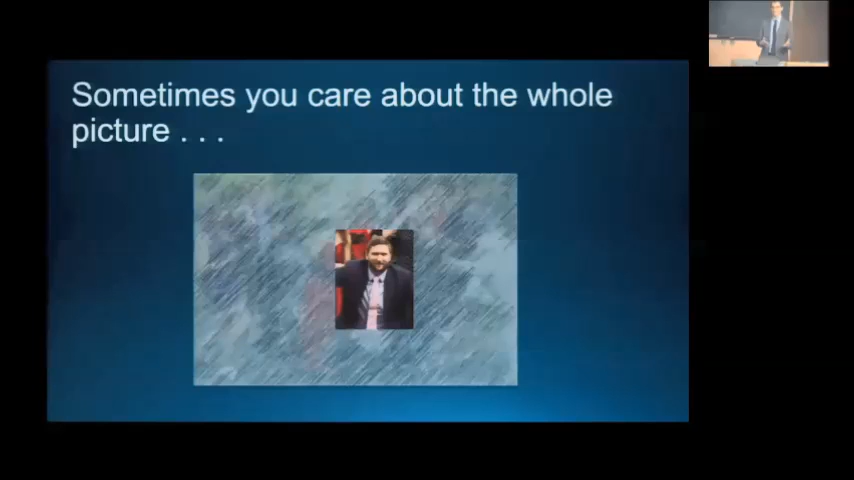 Sometimes you care about the whole
picture . . .